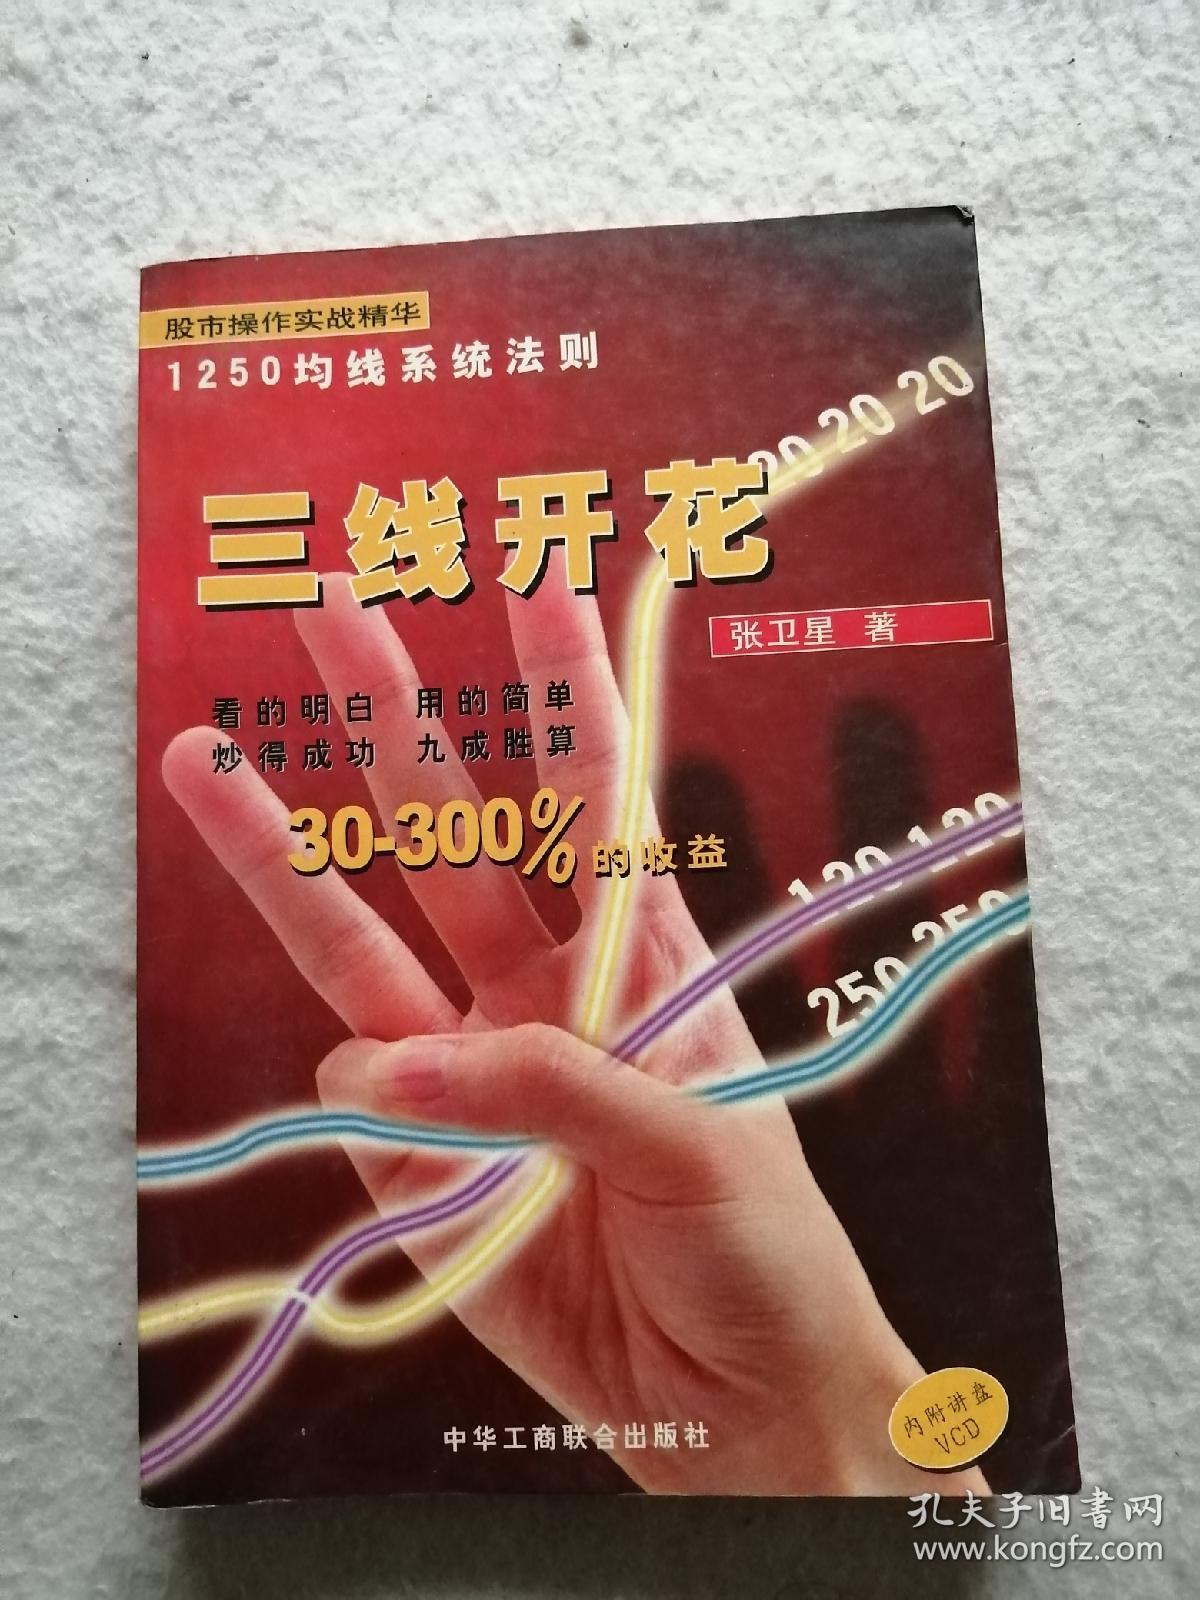 股市操作实战精华
1250均线系统法则
20 20 20
三线开花
张卫星 著
看的明白 用的简单
炒得成功 九成胜算
30-300%的收益
120 120
250 250
内附讲盘
VCD
中华工商联合出版社
孔夫子旧书网
www.kongfz.com